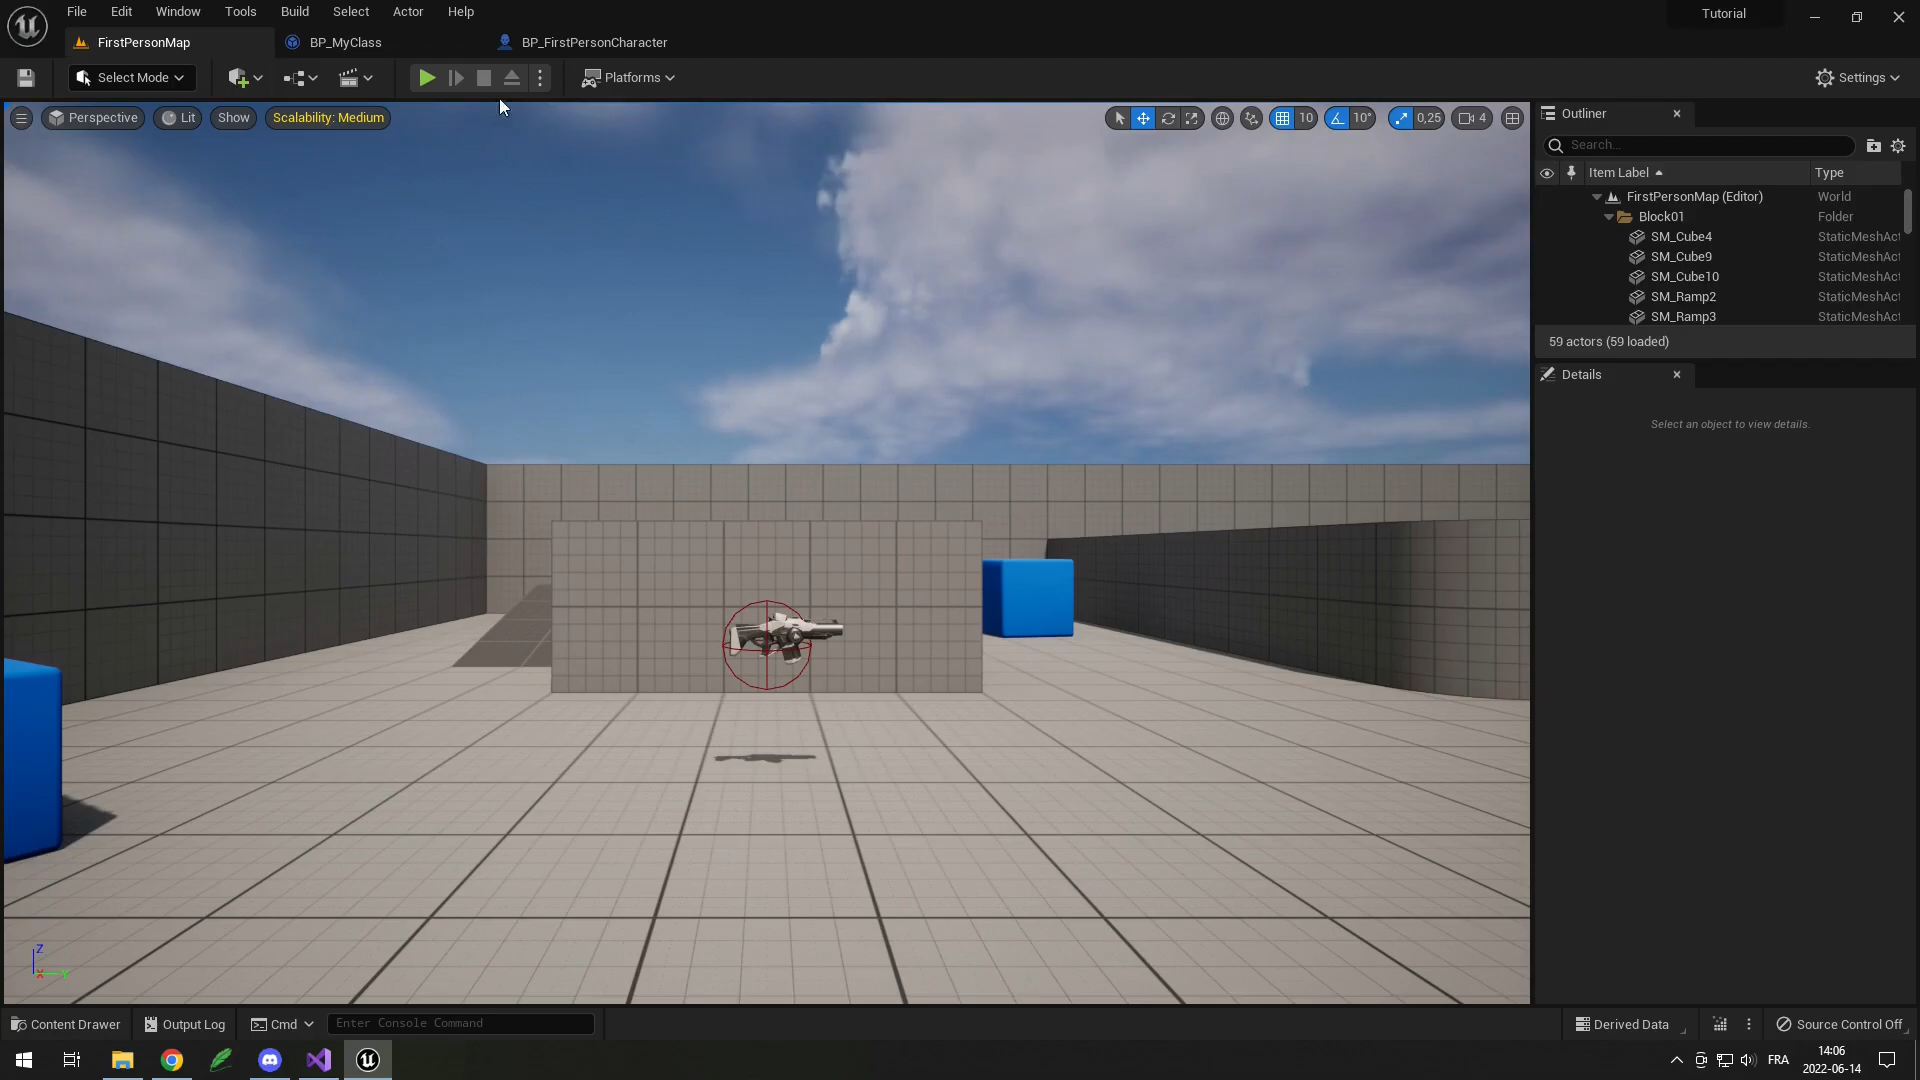 File Edit Window Tools Build Select Actor Help
Tutorial
FirstPersonMap BP_MyClass BP_FirstPersonCharacter
Select Mode Platforms Settings
Perspective Lit Show Scalability: Medium 10 10° 0,25 4
Outliner
Search...
Item Label Type
FirstPersonMap (Editor) World
Block01 Folder
SM_Cube4 StaticMeshAct
SM_Cube9 StaticMeshAct
SM_Cube10 StaticMeshAct
SM_Ramp2 StaticMeshAct
SM_Ramp3 StaticMeshAct
59 actors (59 loaded)
Details
Select an object to view details.
Z
X Y
Content Drawer Output Log Cmd Enter Console Command Derived Data Source Control Off
FRA 14:06
2022-06-14